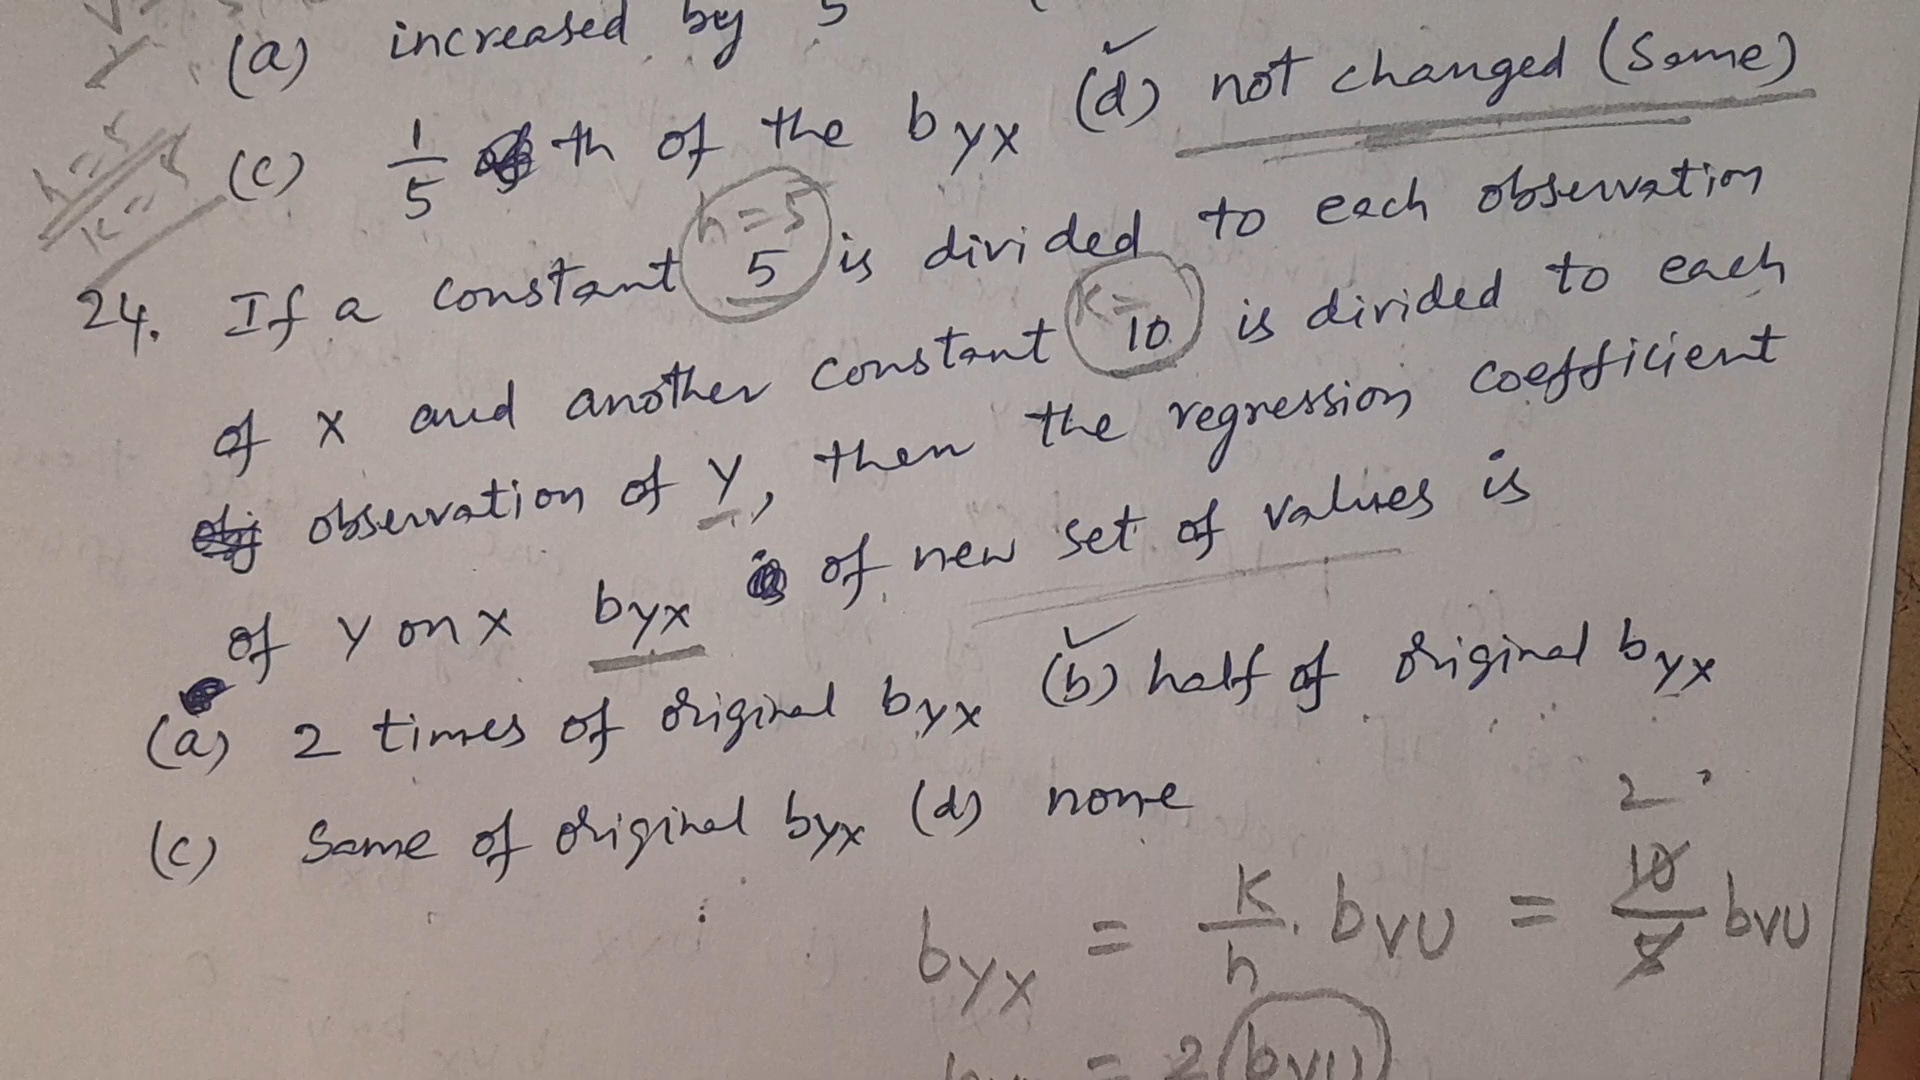 (a) increased by 5
(c) 1/5 th of the byx (d) not changed (Same)
h=5
k=5
h=5
24. If a constant 5 is divided to each observation
k=
of x and another constant 10 is divided to each
observation of Y, then the regression coefficient
of Y on x byx of new set of values is
(a) 2 times of original byx (b) half of original byx
(c) Same of original byx (d) none
byx = k/h . bvu = 10/5 bvu
2
= 2(bvu)